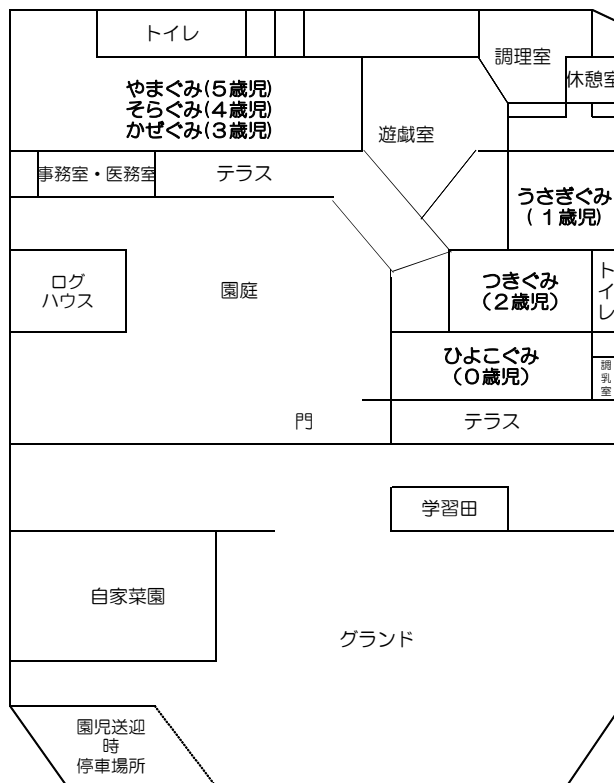 トイレ
調理室
休憩室
やまぐみ(5歳児)
そらぐみ(4歳児)
かぜぐみ(3歳児)
遊戯室
事務室・医務室
テラス
うさぎぐみ
(1歳児)
つきぐみ
(2歳児)
トイレ
ログ
ハウス
園庭
ひよこぐみ
(0歳児)
調乳室
門
テラス
学習田
自家菜園
グランド
園児送迎
時
停車場所